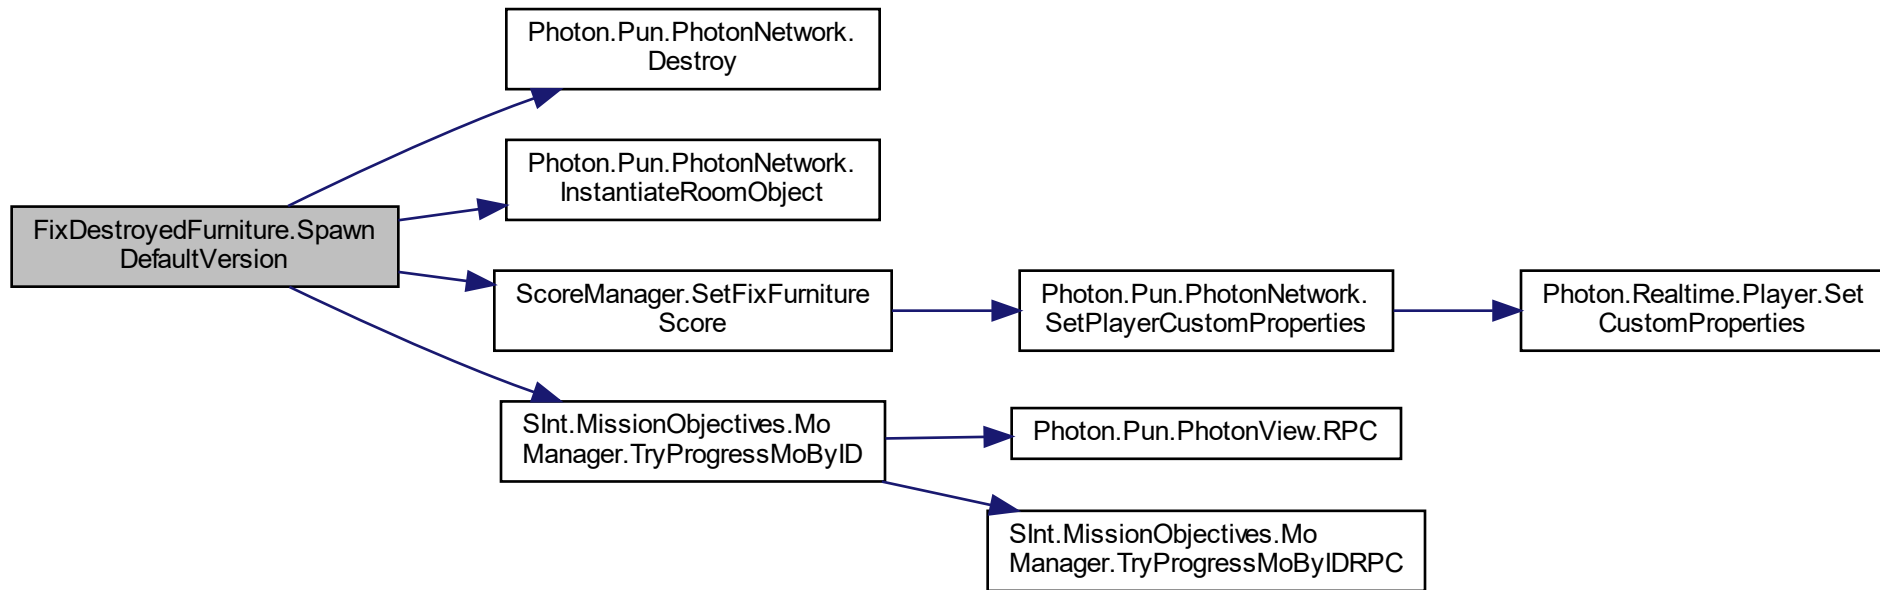 Photon.Pun.PhotonNetwork.
Destroy
Photon.Pun.PhotonNetwork.
InstantiateRoomObject
FixDestroyedFurniture.Spawn
DefaultVersion
ScoreManager.SetFixFurniture
Score
Photon.Pun.PhotonNetwork.
SetPlayerCustomProperties
Photon.Realtime.Player.Set
CustomProperties
SInt.MissionObjectives.Mo
Manager.TryProgressMoByID
Photon.Pun.PhotonView.RPC
SInt.MissionObjectives.Mo
Manager.TryProgressMoByIDRPC